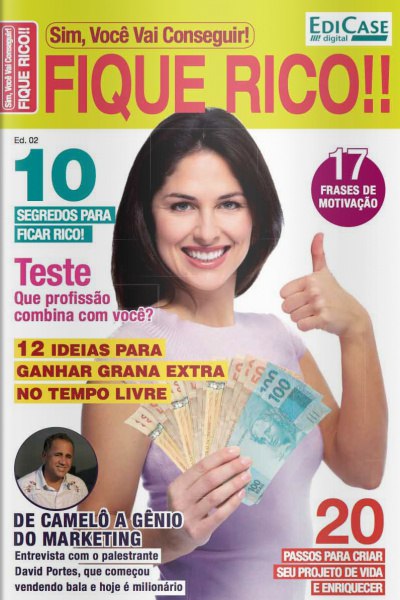 Sim, Você Vai Conseguir!
FIQUE RICO!!
Sim, Você Vai Conseguir!
EDICASE
digital
FIQUE RICO!!
Ed. 02
10
SEGREDOS PARA
FICAR RICO!
17
FRASES DE
MOTIVAÇÃO
Teste
Que profissão
combina com você?
12 IDEIAS PARA
GANHAR GRANA EXTRA
NO TEMPO LIVRE
100
100
DE CAMELÔ A GÊNIO
DO MARKETING
Entrevista com o palestrante
David Portes, que começou
vendendo bala e hoje é milionário
20
PASSOS PARA CRIAR
SEU PROJETO DE VIDA
E ENRIQUECER